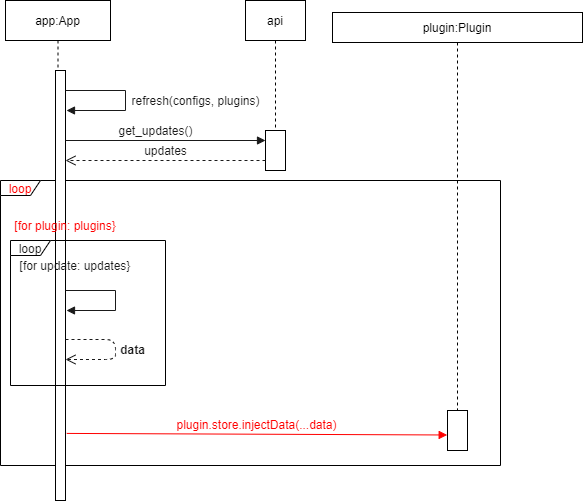 app:App
api
plugin:Plugin
refresh(configs, plugins)
get_updates()
updates
loop
[for plugin: plugins}
loop
[for update: updates}
data
plugin.store.injectData(...data)